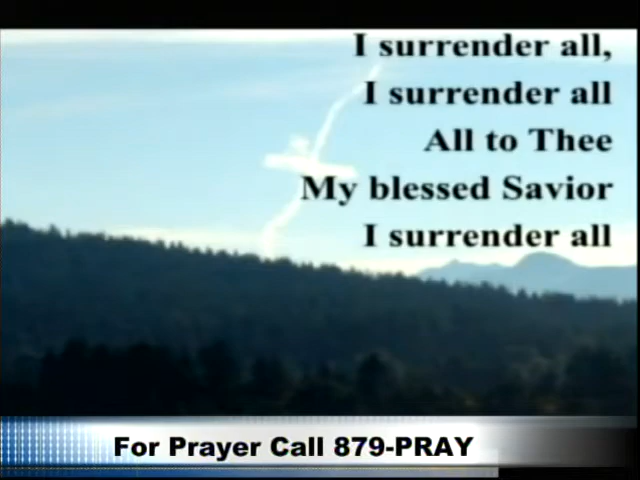 I surrender all,
I surrender all
All to Thee
My blessed Savior
I surrender all
For Prayer Call 879-PRAY